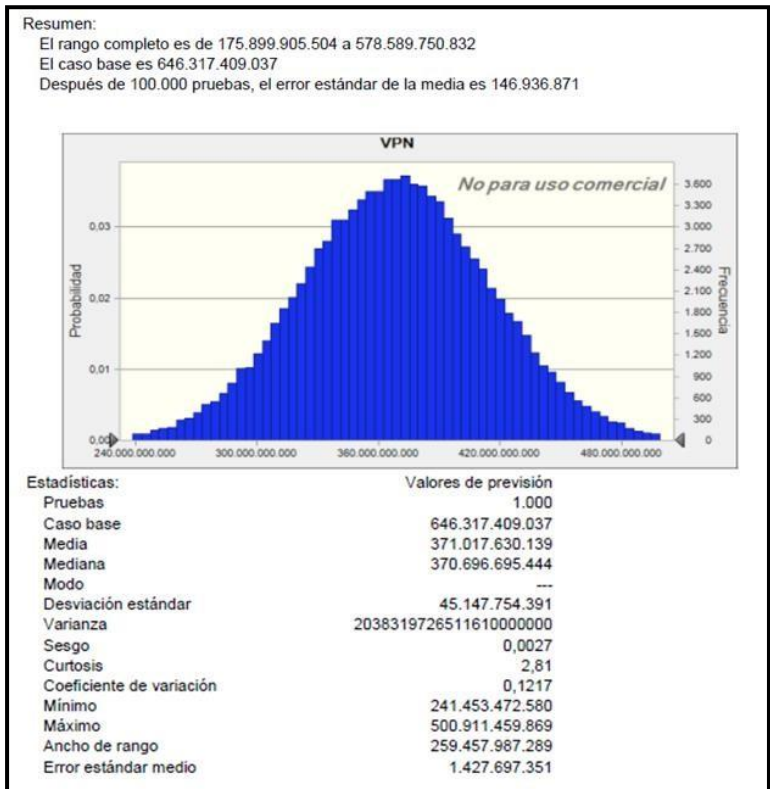 Resumen:
El rango completo es de 175.899.905.504 a 578.589.750.832
El caso base es 646.317.409.037
Después de 100.000 pruebas, el error estándar de la media es 146.936.871
VPN
No para uso comercial
Probabilidad
0,03
0,02
0,01
0,00
3.600
3.300
3.000
2.700
2.400
2.100
1.800
1.500
1.200
900
600
300
0
Frecuencia
240.000.000.000 300.000.000.000 360.000.000.000 420.000.000.000 480.000.000.000
Estadísticas: Valores de previsión
Pruebas 1.000
Caso base 646.317.409.037
Media 371.017.630.139
Mediana 370.696.695.444
Modo ---
Desviación estándar 45.147.754.391
Varianza 2038319726511610000000
Sesgo 0,0027
Curtosis 2,81
Coeficiente de variación 0,1217
Mínimo 241.453.472.580
Máximo 500.911.459.869
Ancho de rango 259.457.987.289
Error estándar medio 1.427.697.351